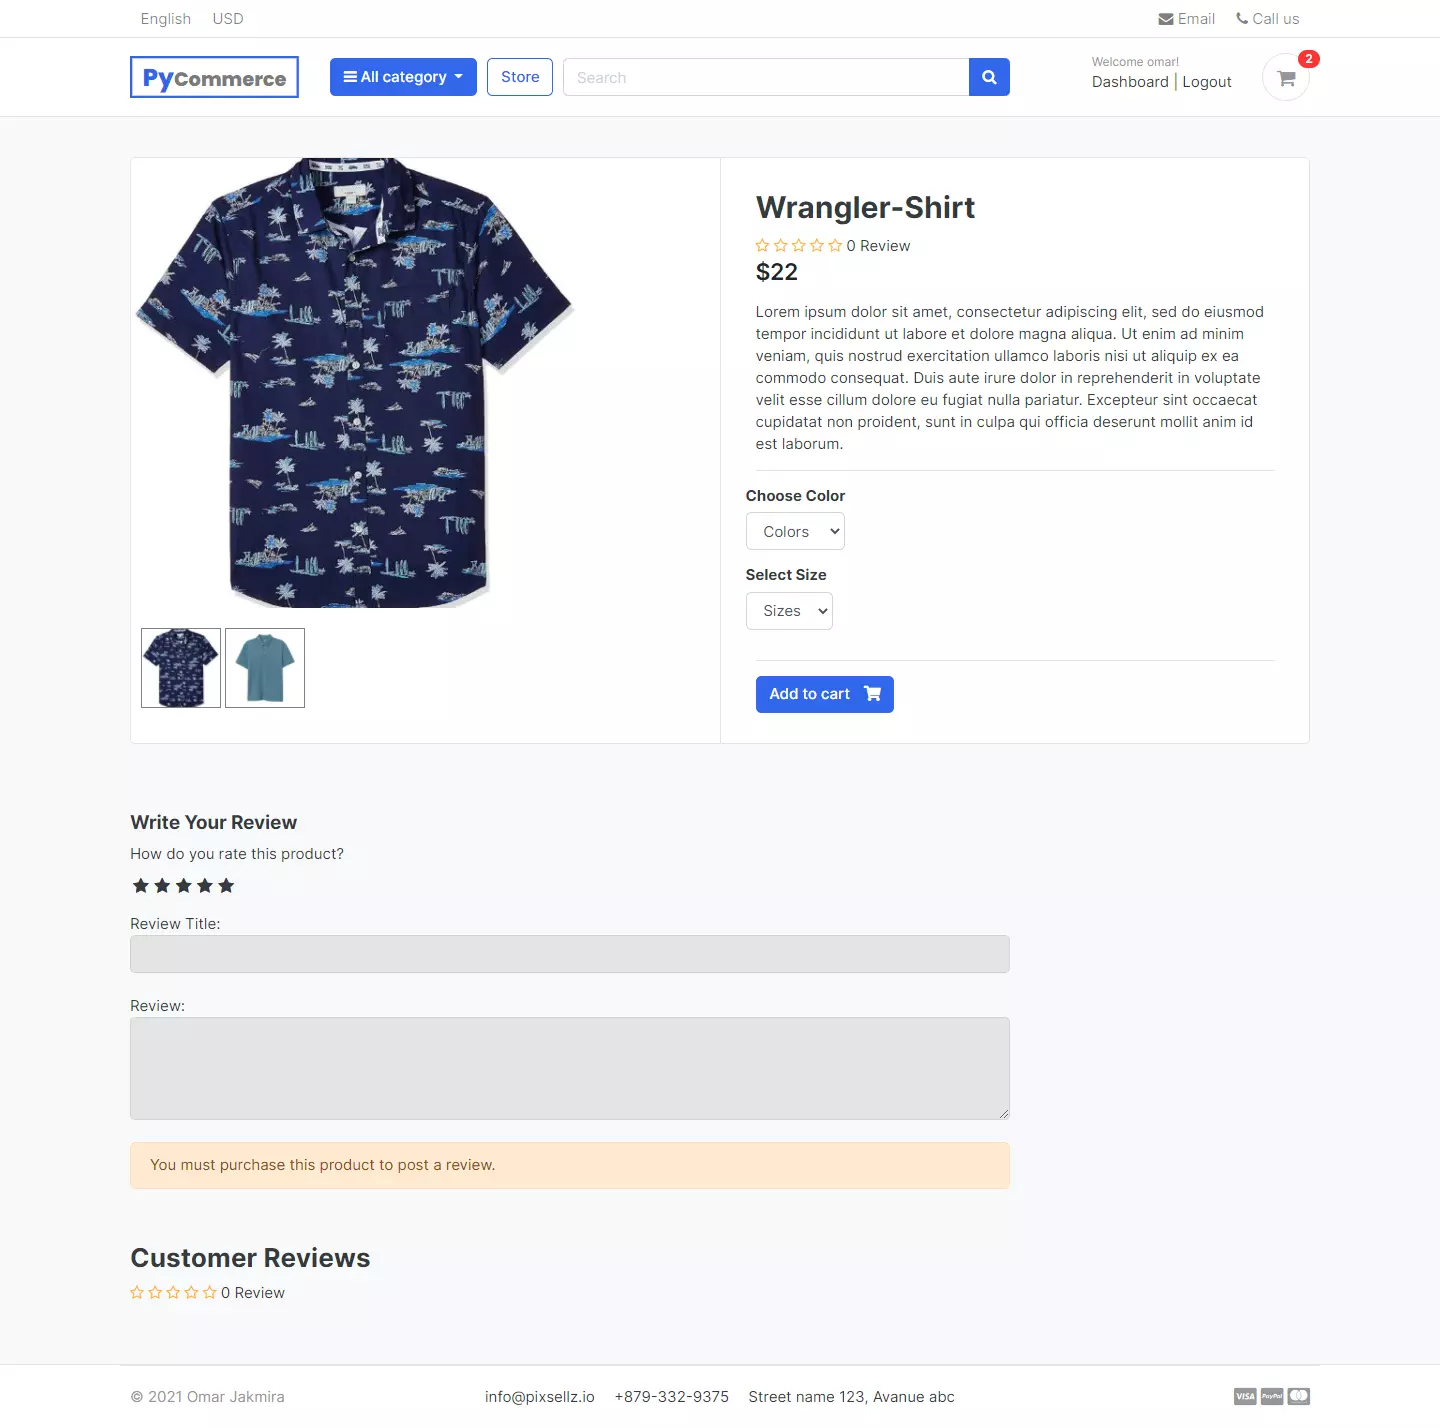 English USD Email Call us
PyCommerce All category Store Search Welcome omar!
Dashboard | Logout
2
Wrangler-Shirt
0 Review
$22
Lorem ipsum dolor sit amet, consectetur adipiscing elit, sed do eiusmod
tempor incididunt ut labore et dolore magna aliqua. Ut enim ad minim
veniam, quis nostrud exercitation ullamco laboris nisi ut aliquip ex ea
commodo consequat. Duis aute irure dolor in reprehenderit in voluptate
velit esse cillum dolore eu fugiat nulla pariatur. Excepteur sint occaecat
cupidatat non proident, sunt in culpa qui officia deserunt mollit anim id
est laborum.
Choose Color
Colors
Select Size
Sizes
Add to cart
Write Your Review
How do you rate this product?
Review Title:
Review:
You must purchase this product to post a review.
Customer Reviews
0 Review
© 2021 Omar Jakmira info@pixsellz.io +879-332-9375 Street name 123, Avanue abc VISA PayPal